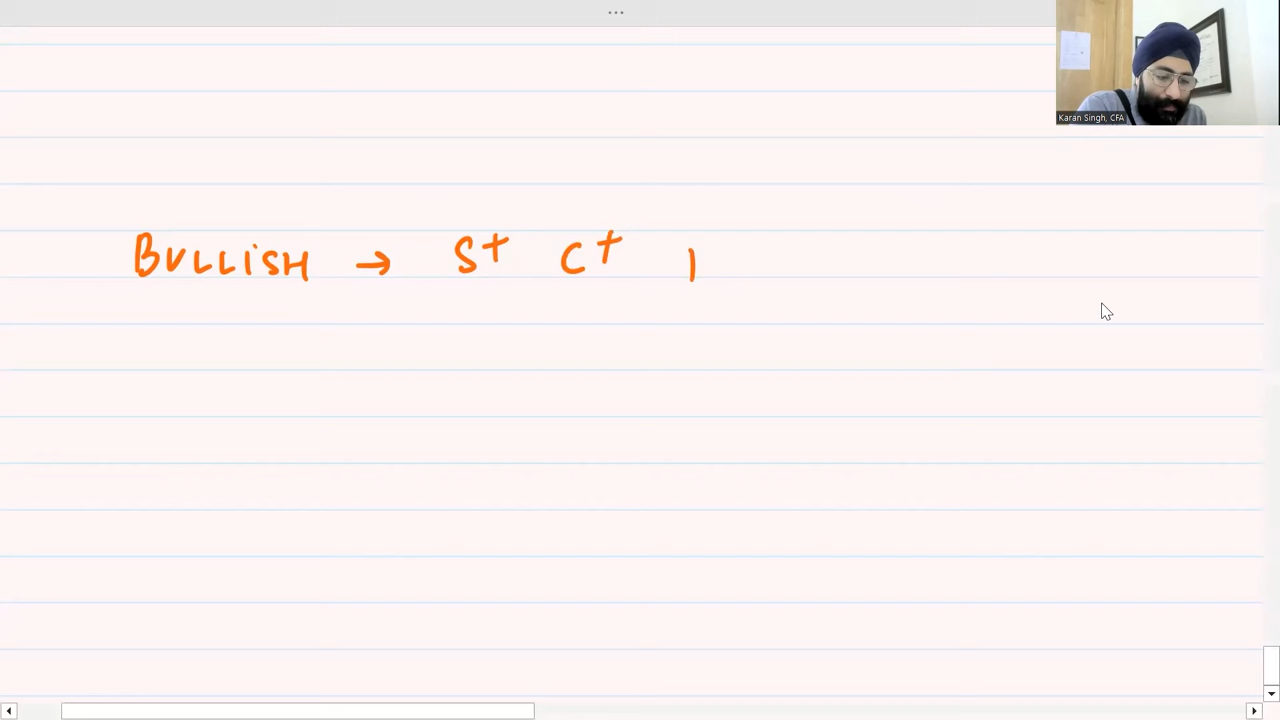 Karan Singh, CFA
BULLISH → S+ C+